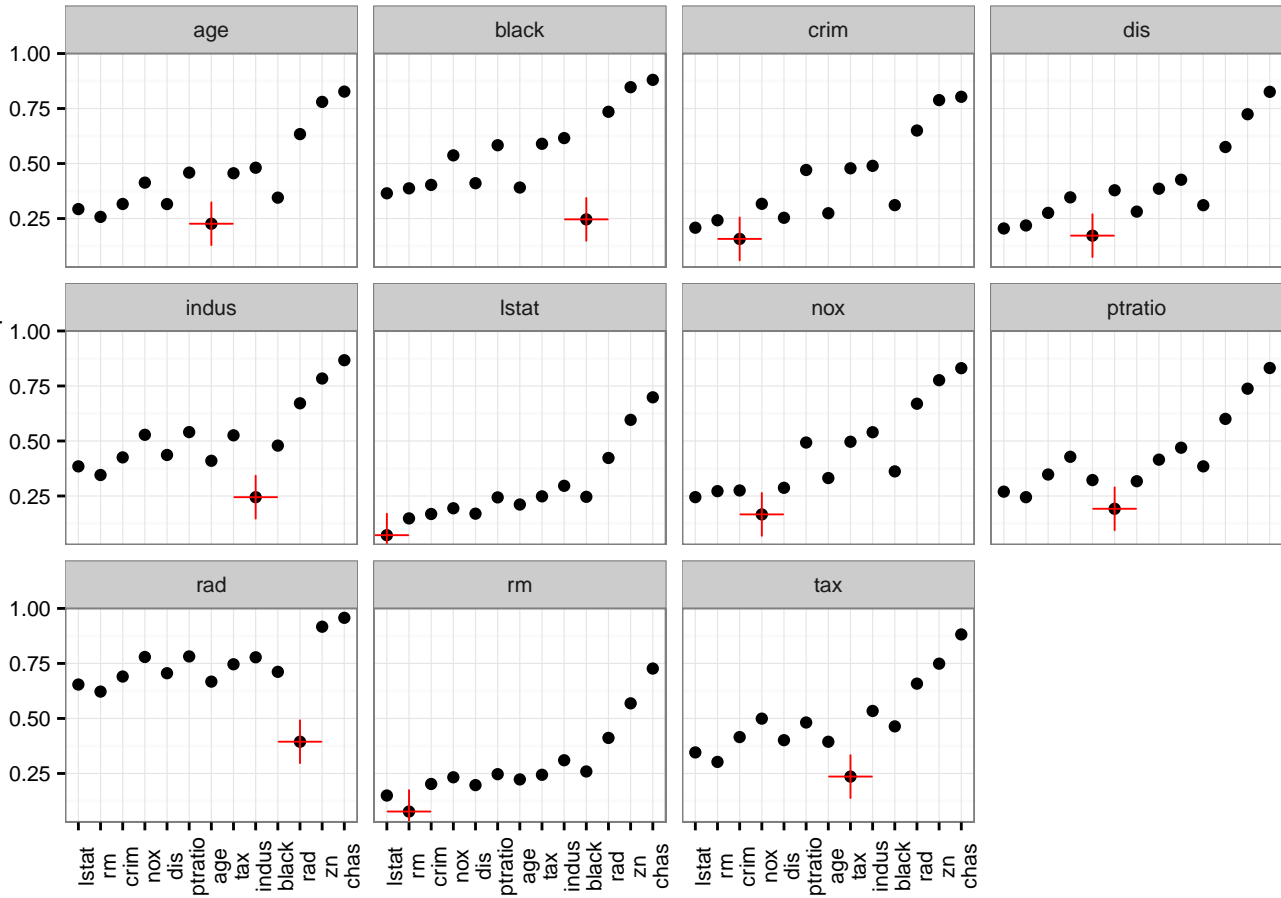 age black crim dis
1.00
0.75
0.50
0.25
indus lstat nox ptratio
1.00
0.75
0.50
0.25
rad rm tax
1.00
0.75
0.50
0.25
lstat rm crim nox dis ptratio age tax indus black rad zn chas
lstat rm crim nox dis ptratio age tax indus black rad zn chas
lstat rm crim nox dis ptratio age tax indus black rad zn chas